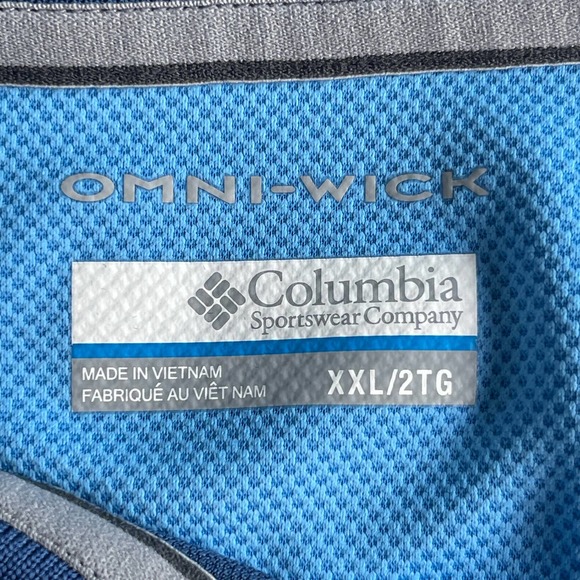 OMNI-WICK
Columbia
Sportswear Company
MADE IN VIETNAM
FABRIQUÉ AU VIÊT NAM
XXL/2TG